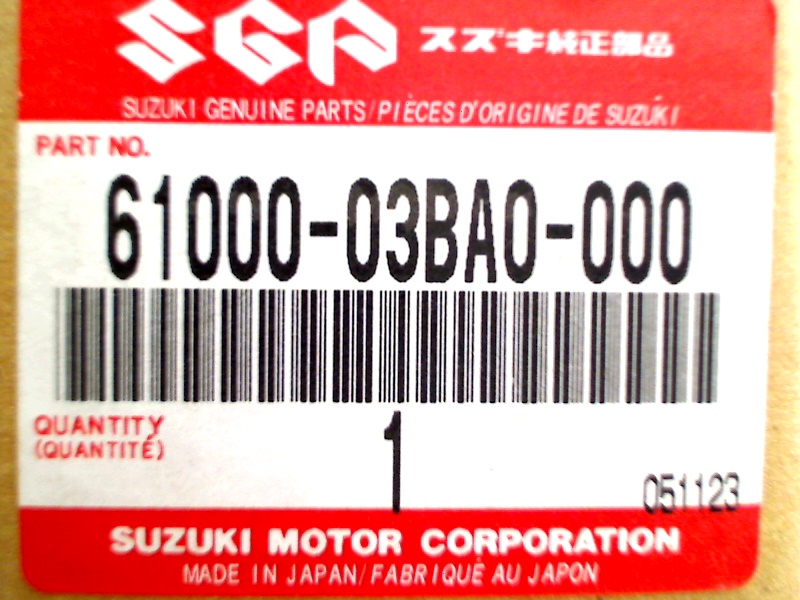 SGP スズキ純正部品
SUZUKI GENUINE PARTS/PIÈCES D'ORIGINE DE SUZUKI
PART NO.
61000-03BA0-000
QUANTITY
(QUANTITÉ)
1
051123
SUZUKI MOTOR CORPORATION
MADE IN JAPAN/FABRIQUÉ AU JAPON